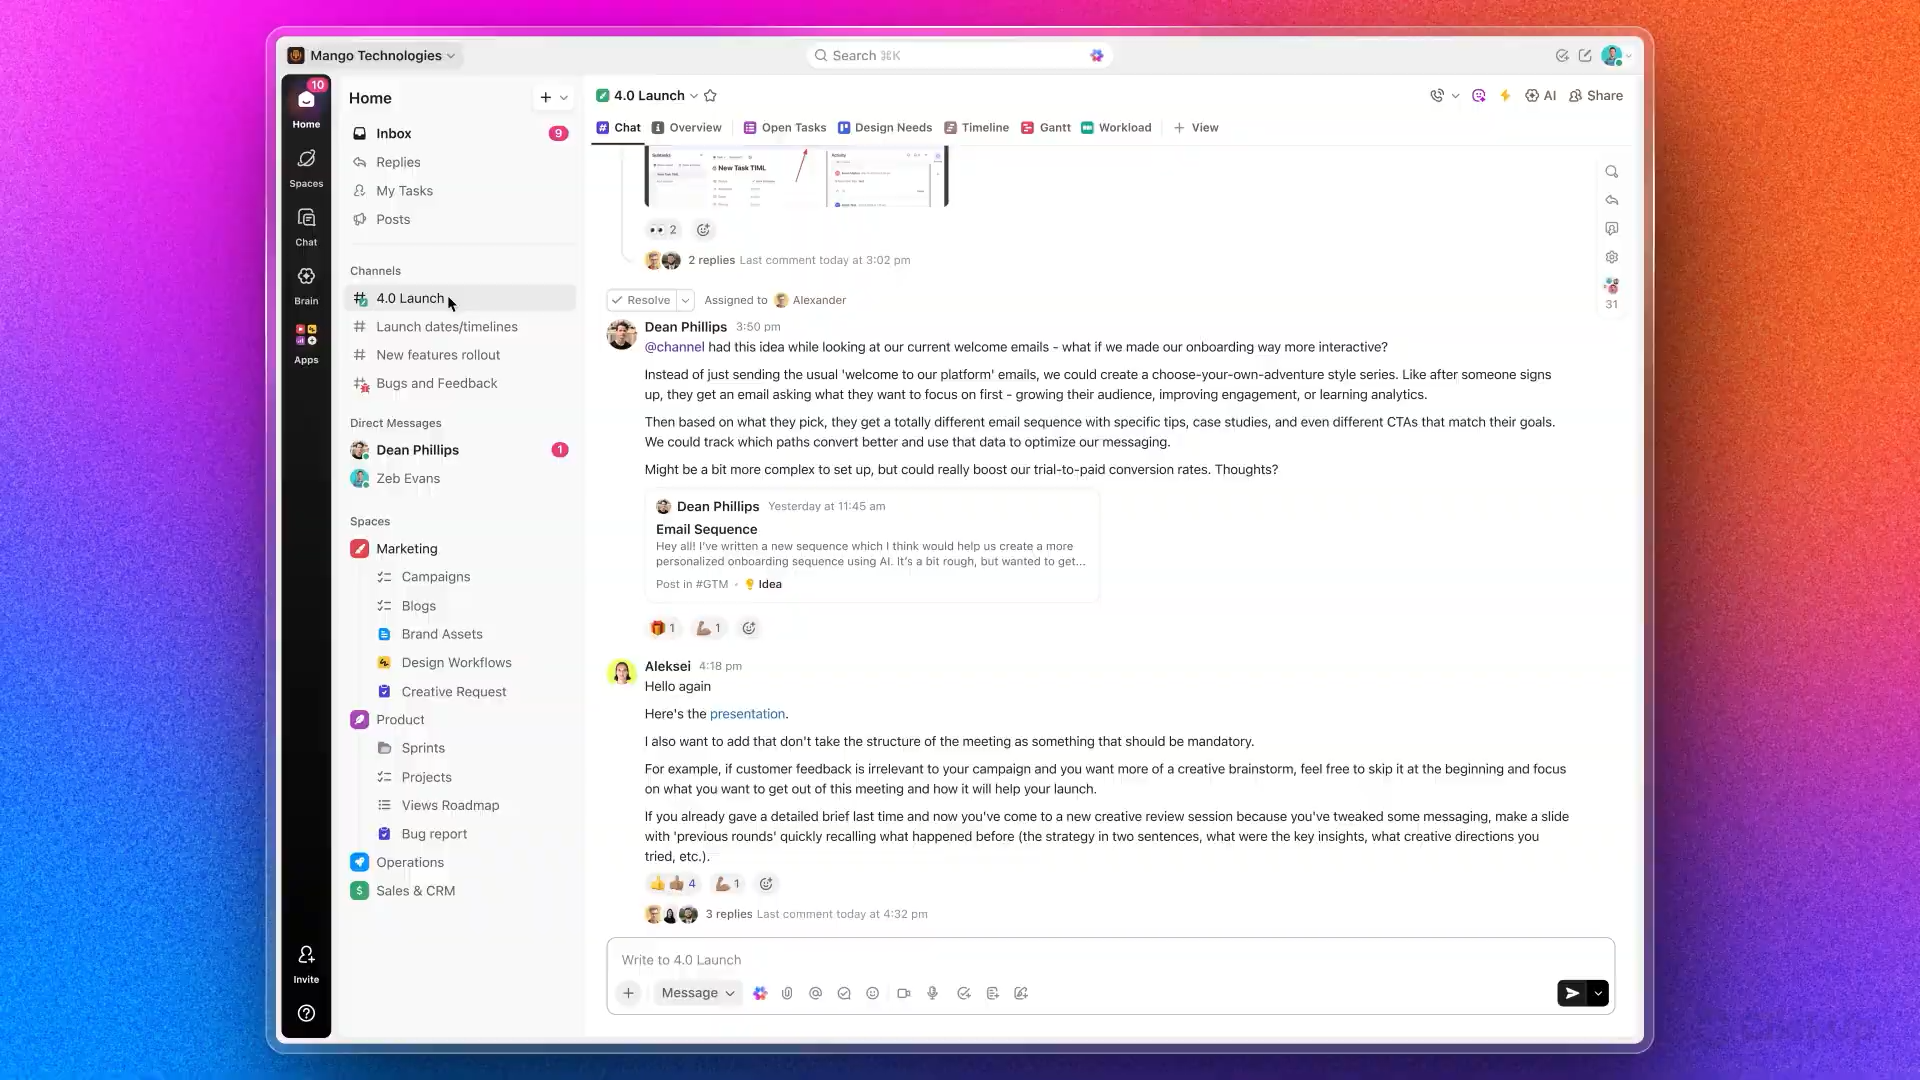 Mango Technologies
Search ⌘K
10
Home
Spaces
Chat
Brain
Apps
Invite
Home
Inbox
9
Replies
My Tasks
Posts
Channels
4.0 Launch
Launch dates/timelines
New features rollout
Bugs and Feedback
Direct Messages
Dean Phillips
1
Zeb Evans
Spaces
Marketing
Campaigns
Blogs
Brand Assets
Design Workflows
Creative Request
Product
Sprints
Projects
Views Roadmap
Bug report
Operations
Sales & CRM
4.0 Launch
AI
Share
Chat
Overview
Open Tasks
Design Needs
Timeline
Gantt
Workload
View
New Task TIML
Activity
2
2 replies Last comment today at 3:02 pm
31
Resolve
Assigned to Alexander
Dean Phillips 3:50 pm
@channel had this idea while looking at our current welcome emails - what if we made our onboarding way more interactive?
Instead of just sending the usual 'welcome to our platform' emails, we could create a choose-your-own-adventure style series. Like after someone signs
up, they get an email asking what they want to focus on first - growing their audience, improving engagement, or learning analytics.
Then based on what they pick, they get a totally different email sequence with specific tips, case studies, and even different CTAs that match their goals.
We could track which paths convert better and use that data to optimize our messaging.
Might be a bit more complex to set up, but could really boost our trial-to-paid conversion rates. Thoughts?
Dean Phillips Yesterday at 11:45 am
Email Sequence
Hey all! I've written a new sequence which I think would help us create a more
personalized onboarding sequence using AI. It's a bit rough, but wanted to get...
Post in #GTM • Idea
1
1
Aleksei 4:18 pm
Hello again
Here's the presentation.
I also want to add that don't take the structure of the meeting as something that should be mandatory.
For example, if customer feedback is irrelevant to your campaign and you want more of a creative brainstorm, feel free to skip it at the beginning and focus
on what you want to get out of this meeting and how it will help your launch.
If you already gave a detailed brief last time and now you've come to a new creative review session because you've tweaked some messaging, make a slide
with 'previous rounds' quickly recalling what happened before (the strategy in two sentences, what were the key insights, what creative directions you
tried, etc.).
4
1
3 replies Last comment today at 4:32 pm
Write to 4.0 Launch
Message